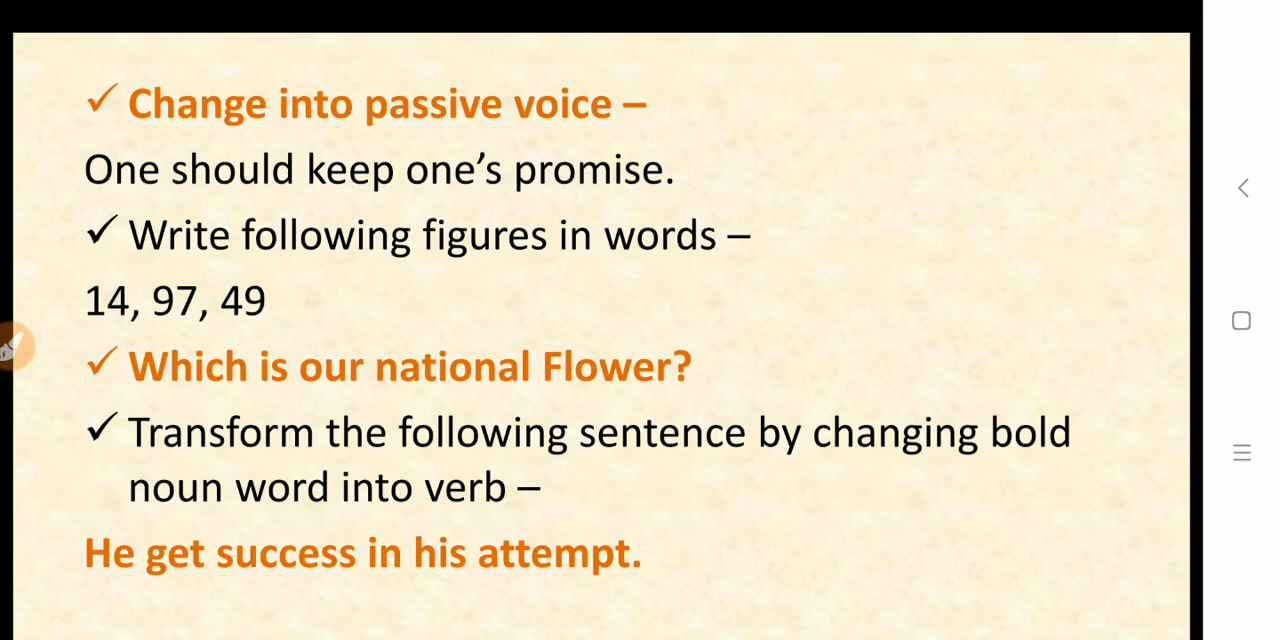 ✓ Change into passive voice –
One should keep one’s promise.
✓ Write following figures in words –
14, 97, 49
✓ Which is our national Flower?
✓ Transform the following sentence by changing bold
noun word into verb –
He get success in his attempt.